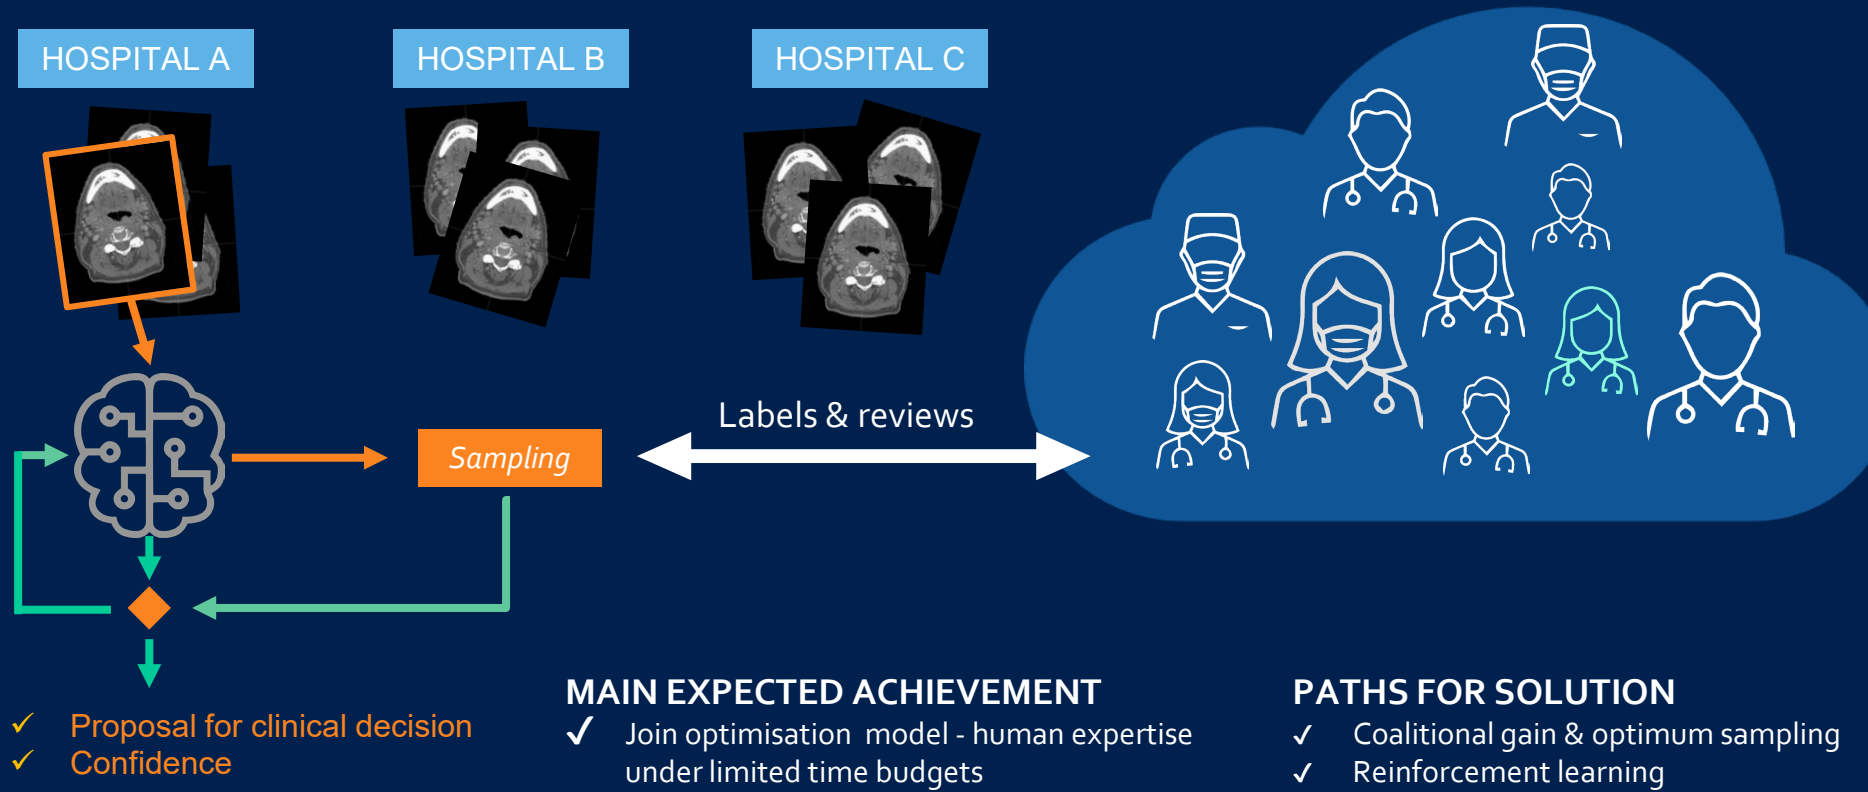 HOSPITAL A
HOSPITAL B
HOSPITAL C
Labels & reviews
Sampling
✓ Proposal for clinical decision
✓ Confidence
MAIN EXPECTED ACHIEVEMENT
✓ Join optimisation model - human expertise
under limited time budgets
PATHS FOR SOLUTION
✓ Coalitional gain & optimum sampling
✓ Reinforcement learning